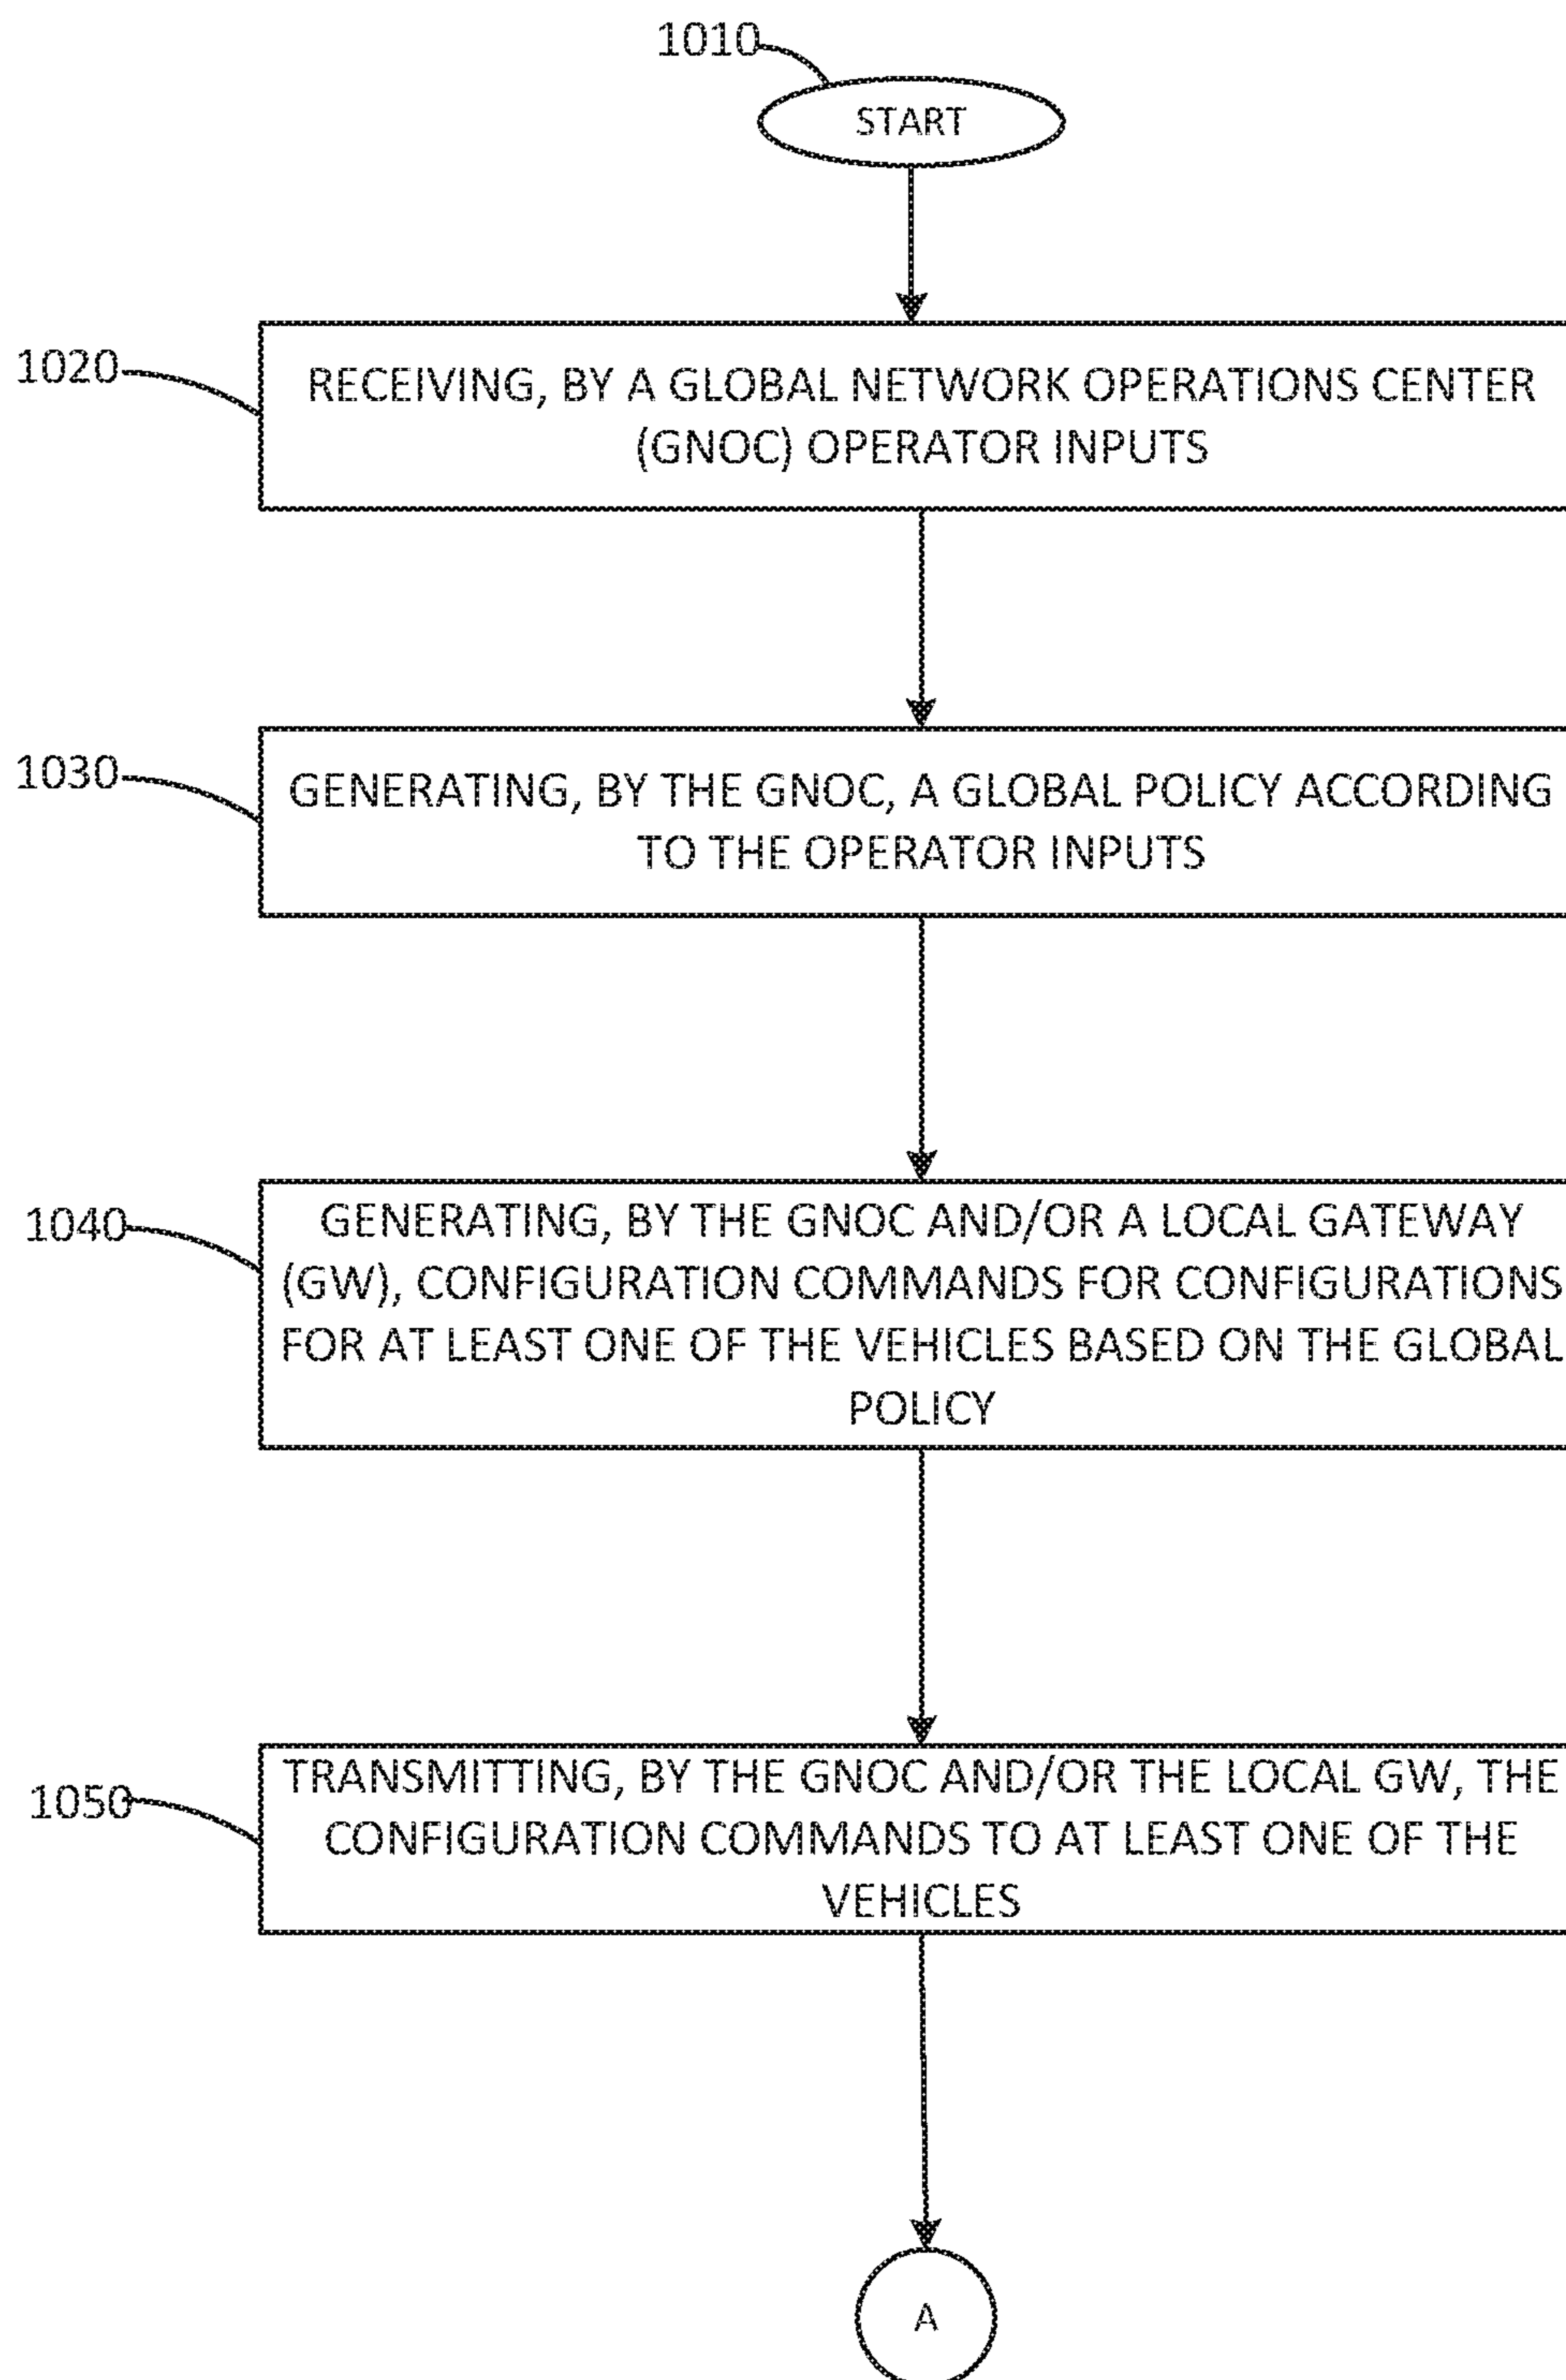 1010
START
1020
RECEIVING, BY A GLOBAL NETWORK OPERATIONS CENTER
(GNOC) OPERATOR INPUTS
1030
GENERATING, BY THE GNOC, A GLOBAL POLICY ACCORDING
TO THE OPERATOR INPUTS
1040
GENERATING, BY THE GNOC AND/OR A LOCAL GATEWAY
(GW), CONFIGURATION COMMANDS FOR CONFIGURATIONS
FOR AT LEAST ONE OF THE VEHICLES BASED ON THE GLOBAL
POLICY
1050
TRANSMITTING, BY THE GNOC AND/OR THE LOCAL GW, THE
CONFIGURATION COMMANDS TO AT LEAST ONE OF THE
VEHICLES
A